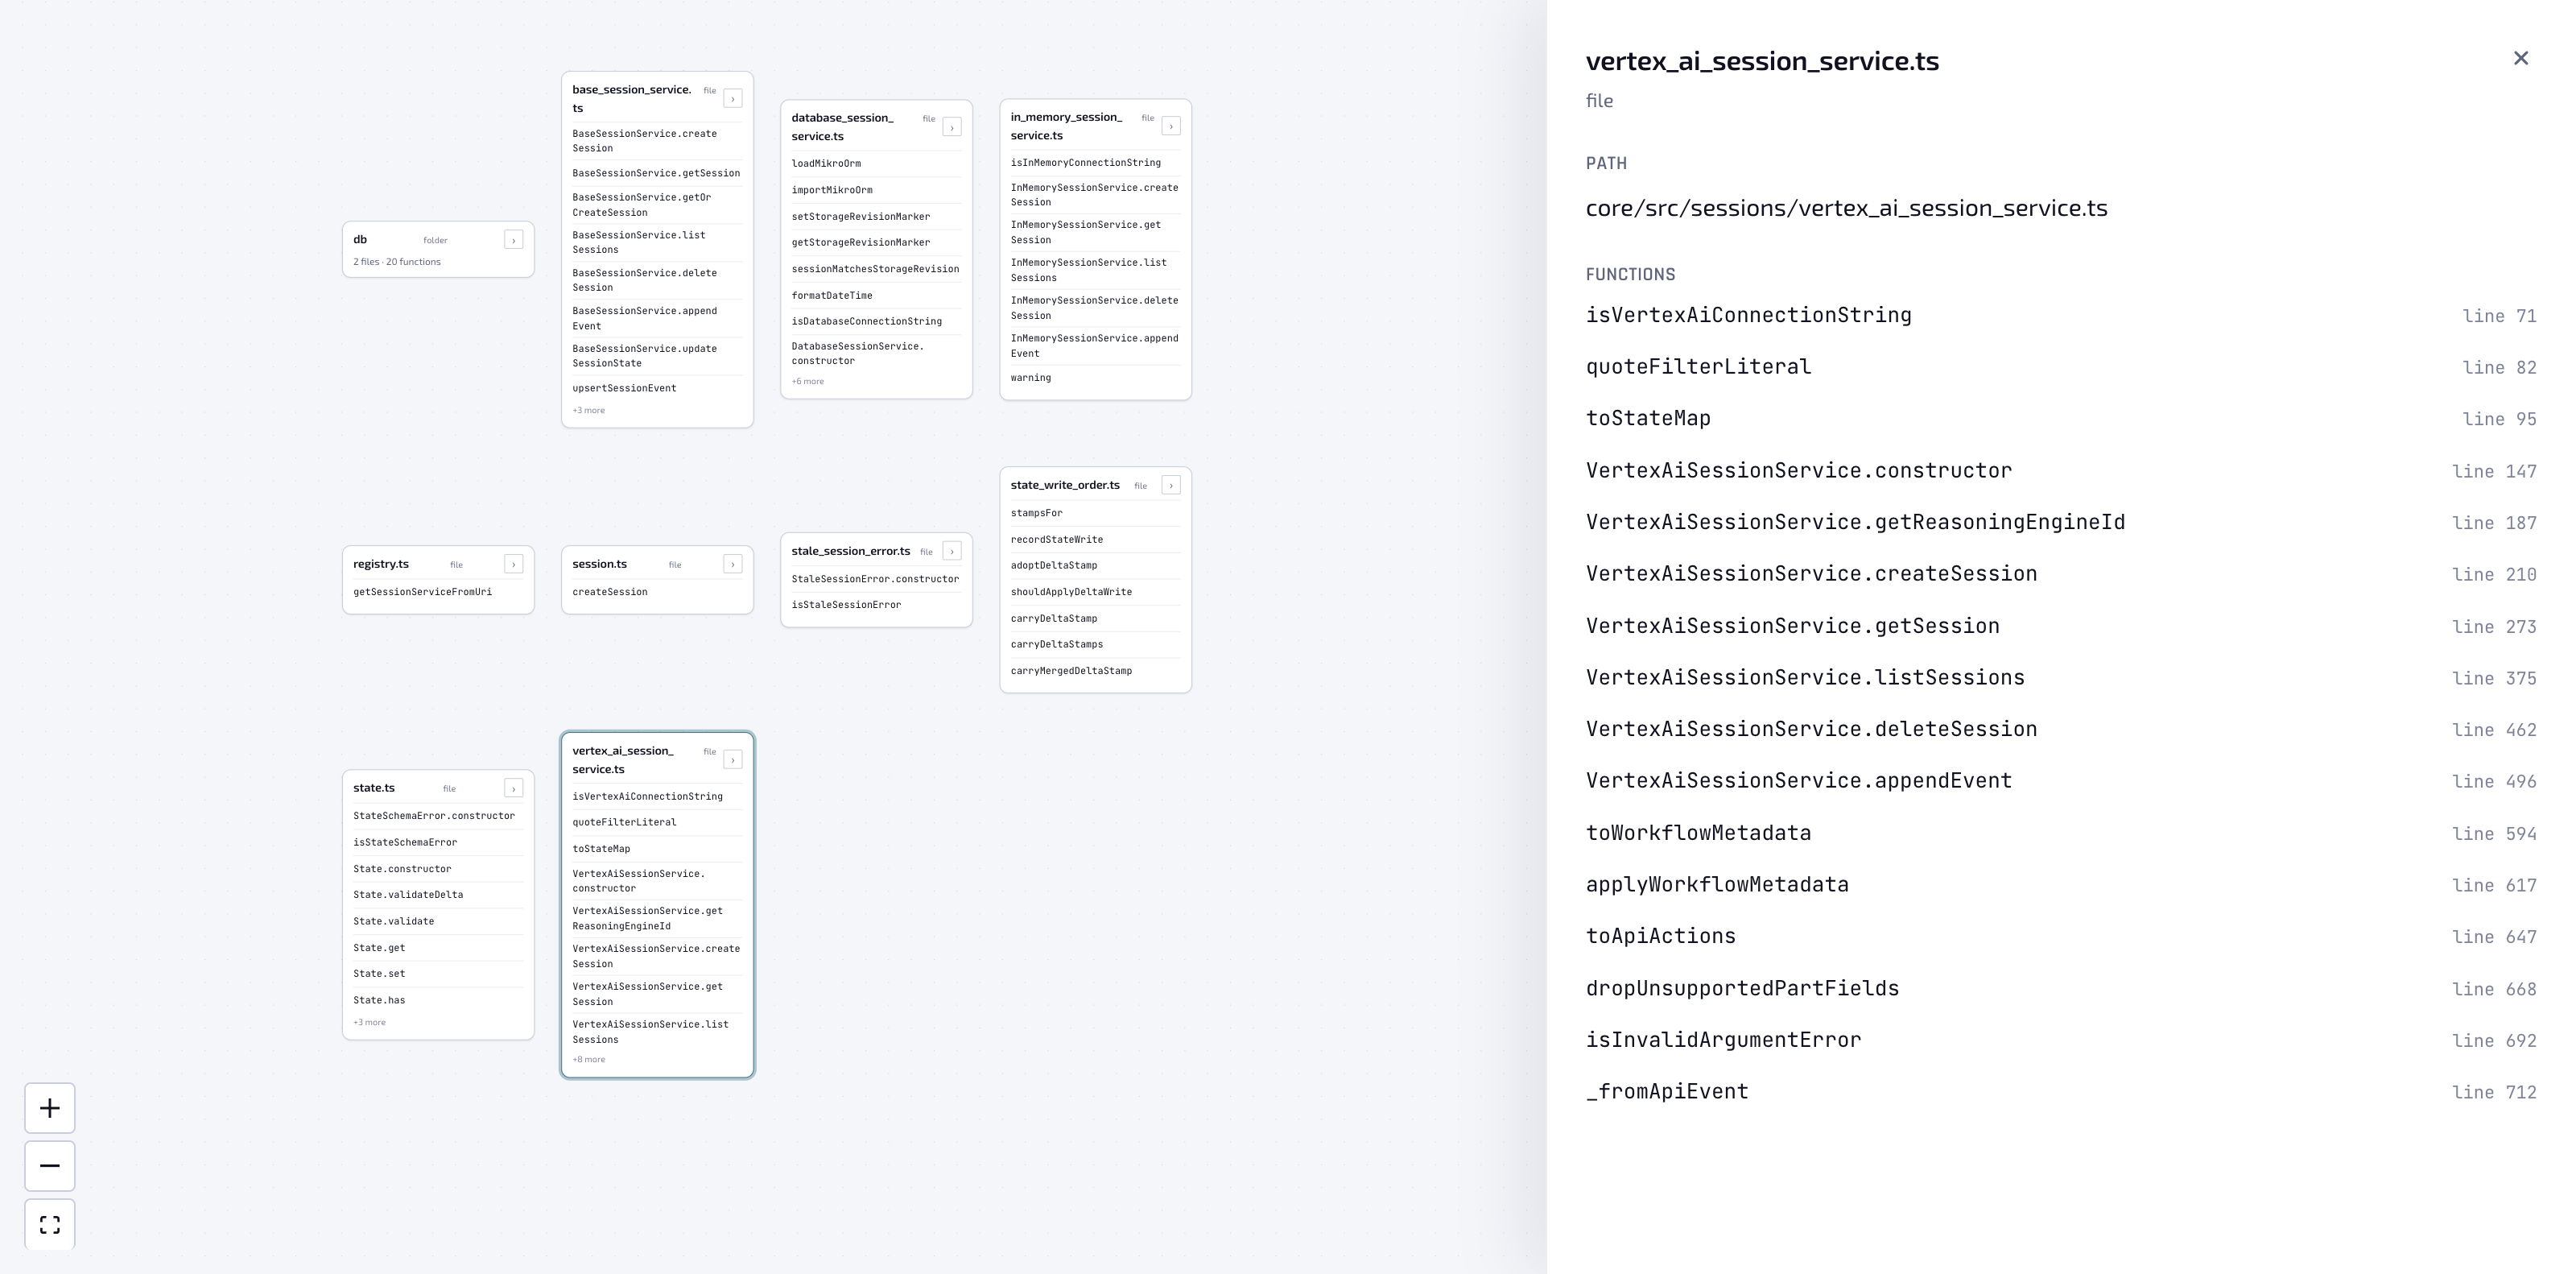 base_session_service.
ts
file
BaseSessionService.create
Session
BaseSessionService.getSession
BaseSessionService.getOr
CreateSession
BaseSessionService.list
Sessions
BaseSessionService.delete
Session
BaseSessionService.append
Event
BaseSessionService.update
SessionState
upsertSessionEvent
+3 more
database_session_
service.ts
file
loadMikroOrm
importMikroOrm
setStorageRevisionMarker
getStorageRevisionMarker
sessionMatchesStorageRevision
formatDateTime
isDatabaseConnectionString
DatabaseSessionService.
constructor
+6 more
in_memory_session_
service.ts
file
isInMemoryConnectionString
InMemorySessionService.create
Session
InMemorySessionService.get
Session
InMemorySessionService.list
Sessions
InMemorySessionService.delete
Session
InMemorySessionService.append
Event
warning
db
folder
2 files · 20 functions
registry.ts
file
getSessionServiceFromUri
session.ts
file
createSession
stale_session_error.ts
file
StaleSessionError.constructor
isStaleSessionError
state_write_order.ts
file
stampsFor
recordStateWrite
adoptDeltaStamp
shouldApplyDeltaWrite
carryDeltaStamp
carryDeltaStamps
carryMergedDeltaStamp
state.ts
file
StateSchemaError.constructor
isStateSchemaError
State.constructor
State.validateDelta
State.validate
State.get
State.set
State.has
+3 more
vertex_ai_session_
service.ts
file
isVertexAiConnectionString
quoteFilterLiteral
toStateMap
VertexAiSessionService.
constructor
VertexAiSessionService.get
ReasoningEngineId
VertexAiSessionService.create
Session
VertexAiSessionService.get
Session
VertexAiSessionService.list
Sessions
+8 more
vertex_ai_session_service.ts
file
PATH
core/src/sessions/vertex_ai_session_service.ts
FUNCTIONS
isVertexAiConnectionString line 71
quoteFilterLiteral line 82
toStateMap line 95
VertexAiSessionService.constructor line 147
VertexAiSessionService.getReasoningEngineId line 187
VertexAiSessionService.createSession line 210
VertexAiSessionService.getSession line 273
VertexAiSessionService.listSessions line 375
VertexAiSessionService.deleteSession line 462
VertexAiSessionService.appendEvent line 496
toWorkflowMetadata line 594
applyWorkflowMetadata line 617
toApiActions line 647
dropUnsupportedPartFields line 668
isInvalidArgumentError line 692
_fromApiEvent line 712